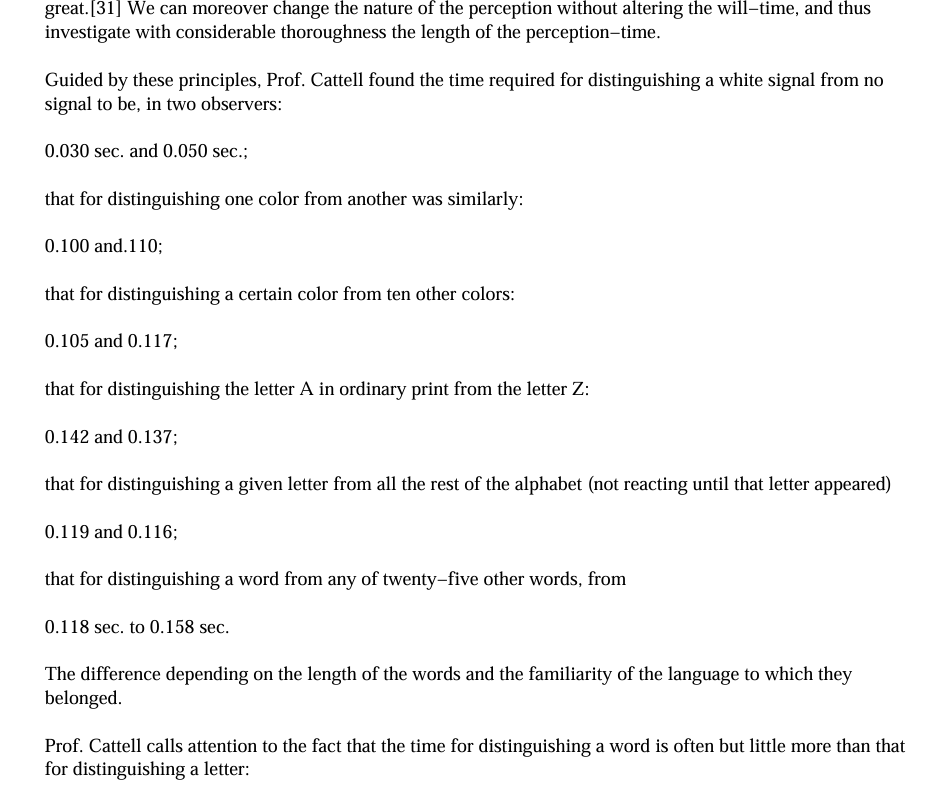 great.[31] We can moreover change the nature of the perception without altering the will−time, and thus
investigate with considerable thoroughness the length of the perception−time.
Guided by these principles, Prof. Cattell found the time required for distinguishing a white signal from no
signal to be, in two observers:
0.030 sec. and 0.050 sec.;
that for distinguishing one color from another was similarly:
0.100 and.110;
that for distinguishing a certain color from ten other colors:
0.105 and 0.117;
that for distinguishing the letter A in ordinary print from the letter Z:
0.142 and 0.137;
that for distinguishing a given letter from all the rest of the alphabet (not reacting until that letter appeared)
0.119 and 0.116;
that for distinguishing a word from any of twenty−five other words, from
0.118 sec. to 0.158 sec.
The difference depending on the length of the words and the familiarity of the language to which they
belonged.
Prof. Cattell calls attention to the fact that the time for distinguishing a word is often but little more than that
for distinguishing a letter: